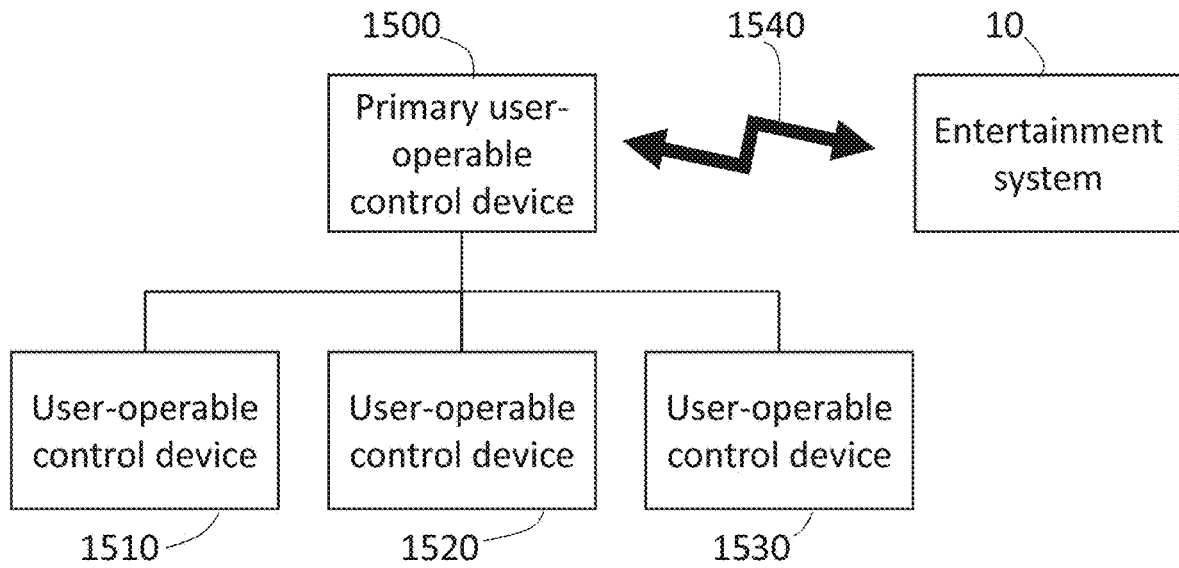 1500
1540
10
Primary user-
operable
control device
Entertainment
system
User-operable
control device
User-operable
control device
User-operable
control device
1510
1520
1530